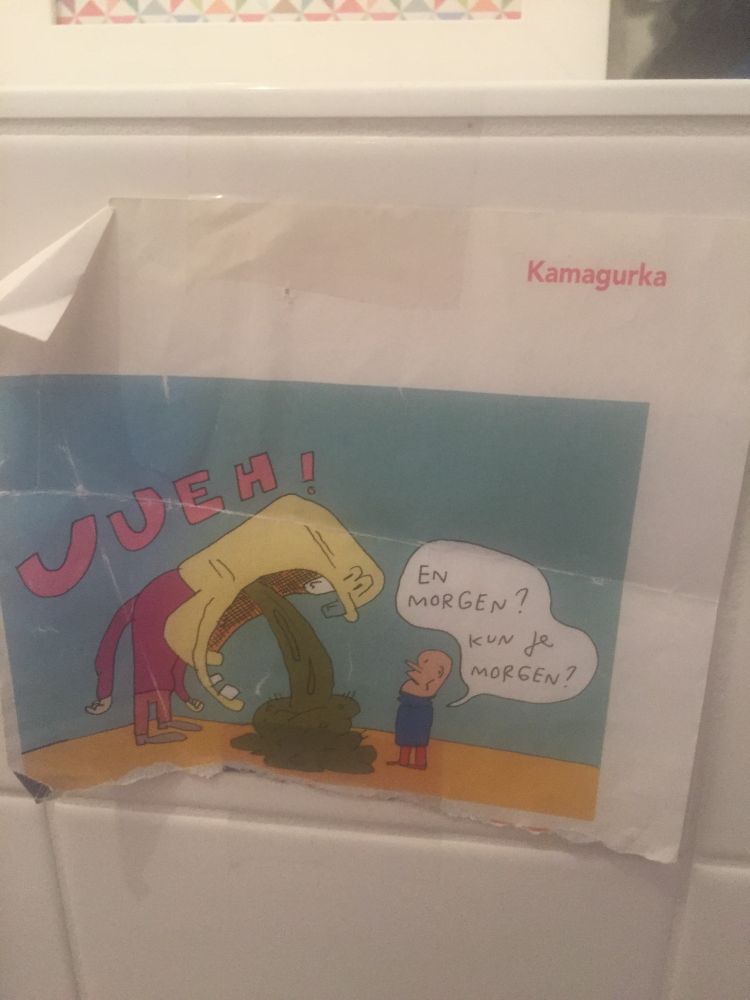 Kamagurka
UUEH!
EN
MORGEN?
KUN JE
MORGEN?